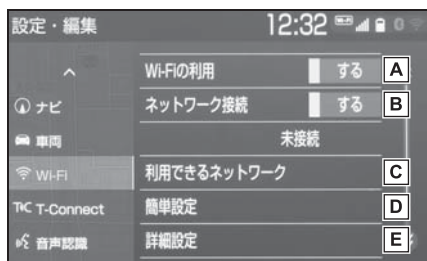 設定・編集 12:32 Wi-Fi 0
Wi-Fiの利用 する A
ナビ ネットワーク接続 する B
車両 未接続
Wi-Fi 利用できるネットワーク C
T-Connect 簡単設定 D
音声認識 詳細設定 E